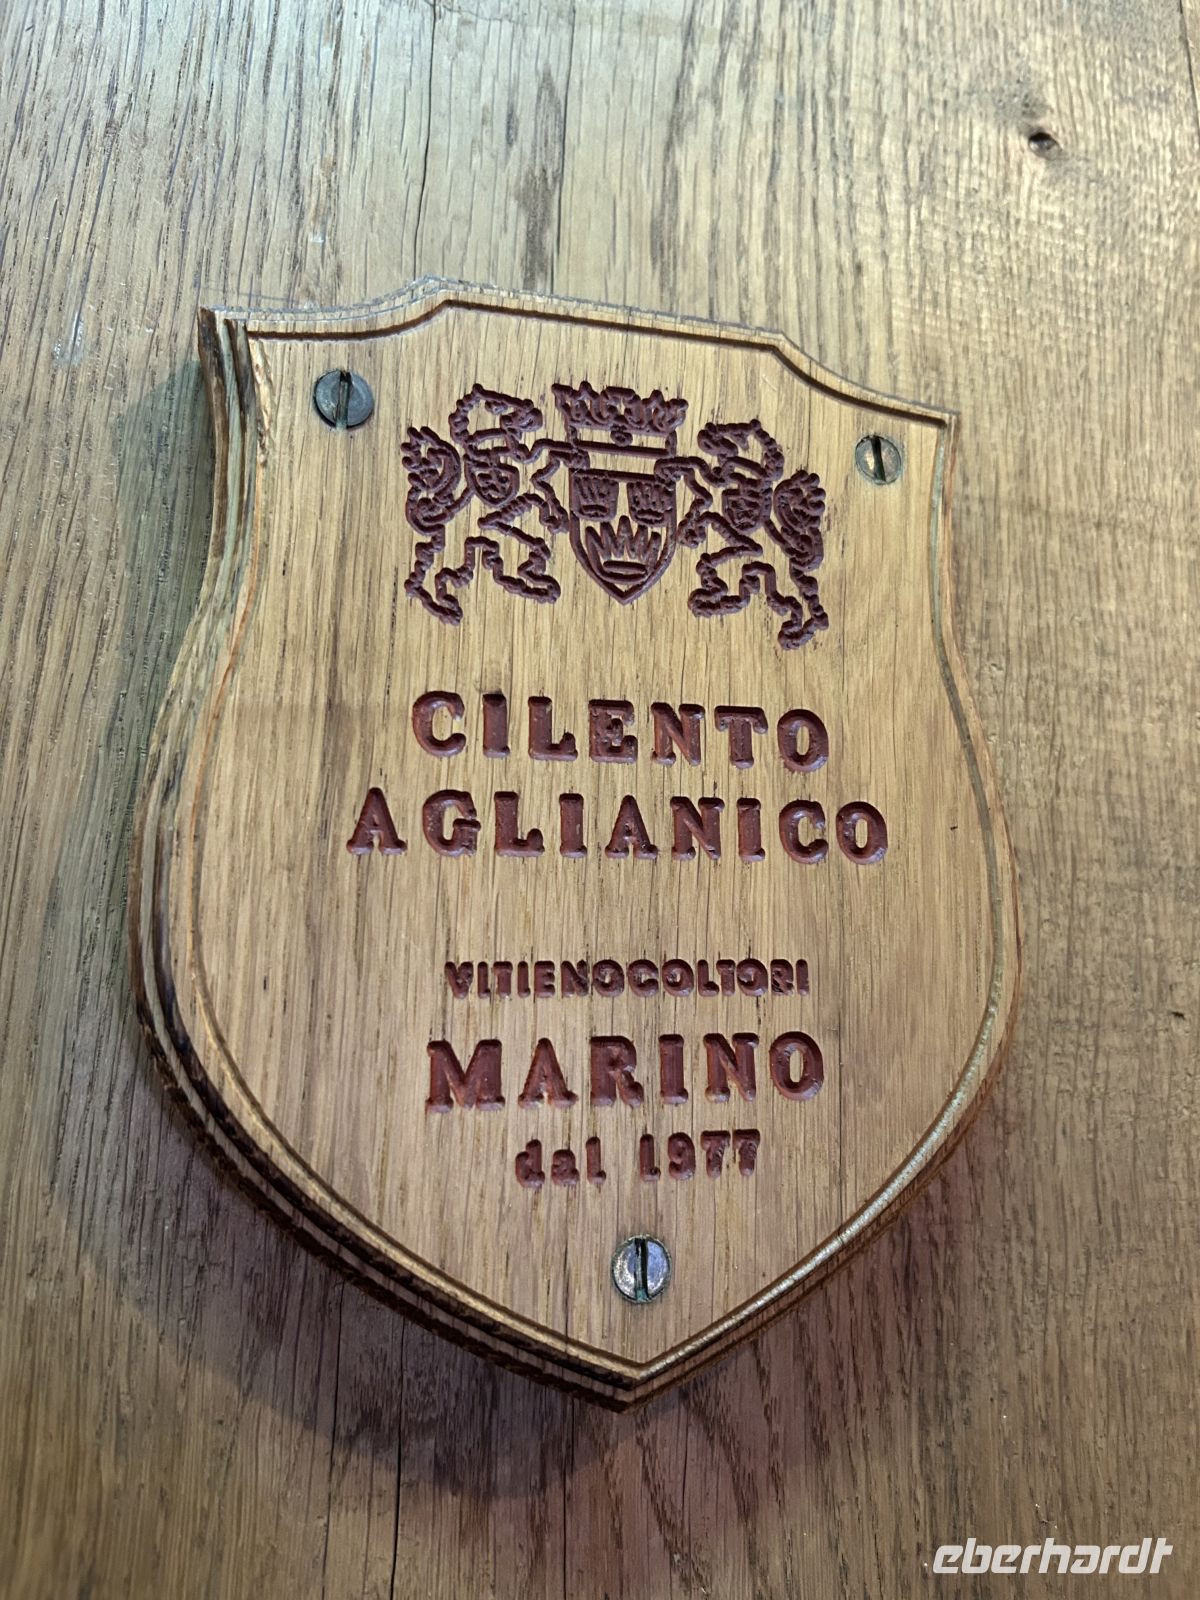 CILENTO
AGLIANICO
VITIENOCOLTORI
MARINO
dal 1977
eberhardt